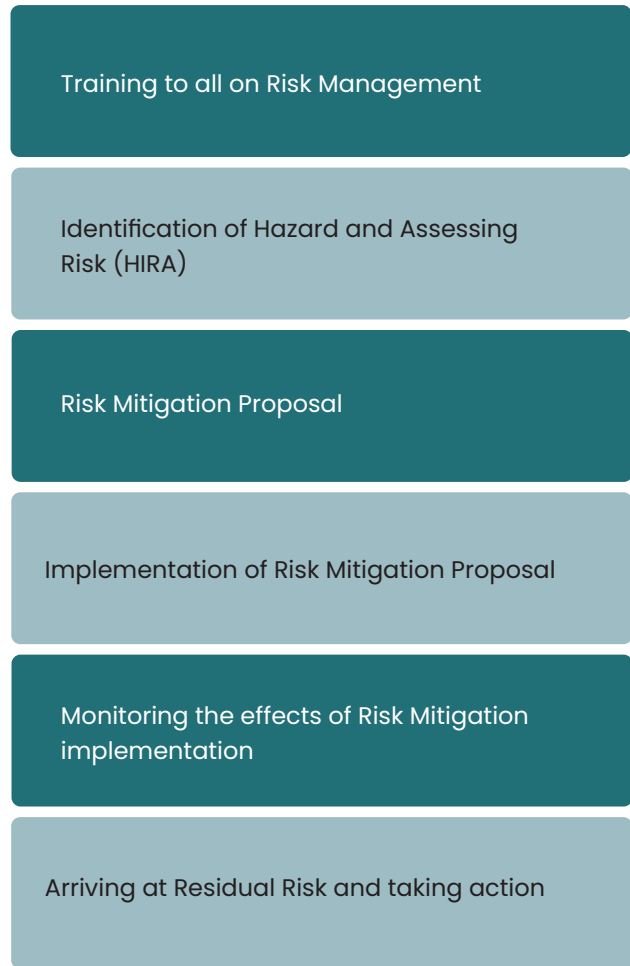 Training to all on Risk Management
Identification of Hazard and Assessing
Risk (HIRA)
Risk Mitigation Proposal
Implementation of Risk Mitigation Proposal
Monitoring the effects of Risk Mitigation
implementation
Arriving at Residual Risk and taking action